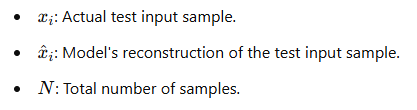 • xᵢ: Actual test input sample.
• x̂ᵢ: Model's reconstruction of the test input sample.
• N: Total number of samples.